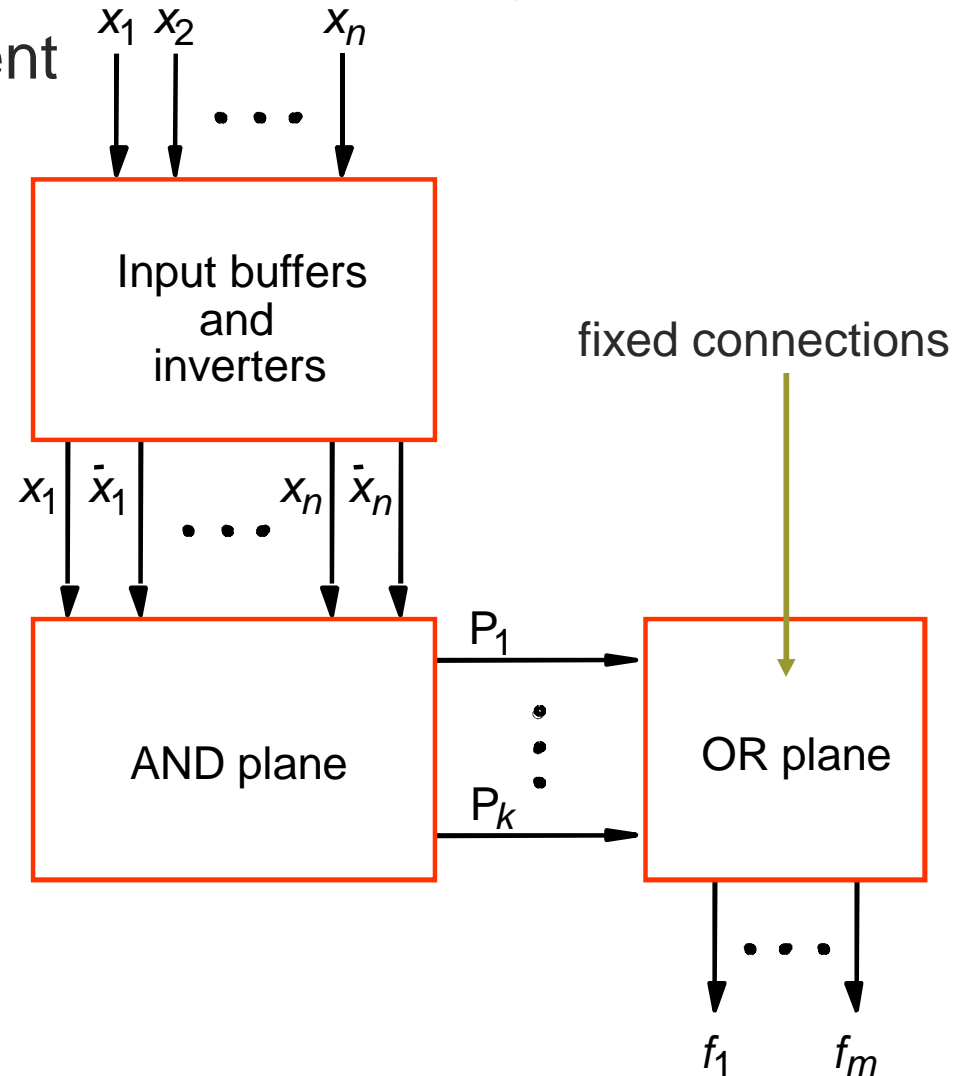 x1 x2 xn
ent
Input buffers
and
inverters
fixed connections
x1 x̄1 xn x̄n
P1
AND plane
OR plane
Pk
f1 fm